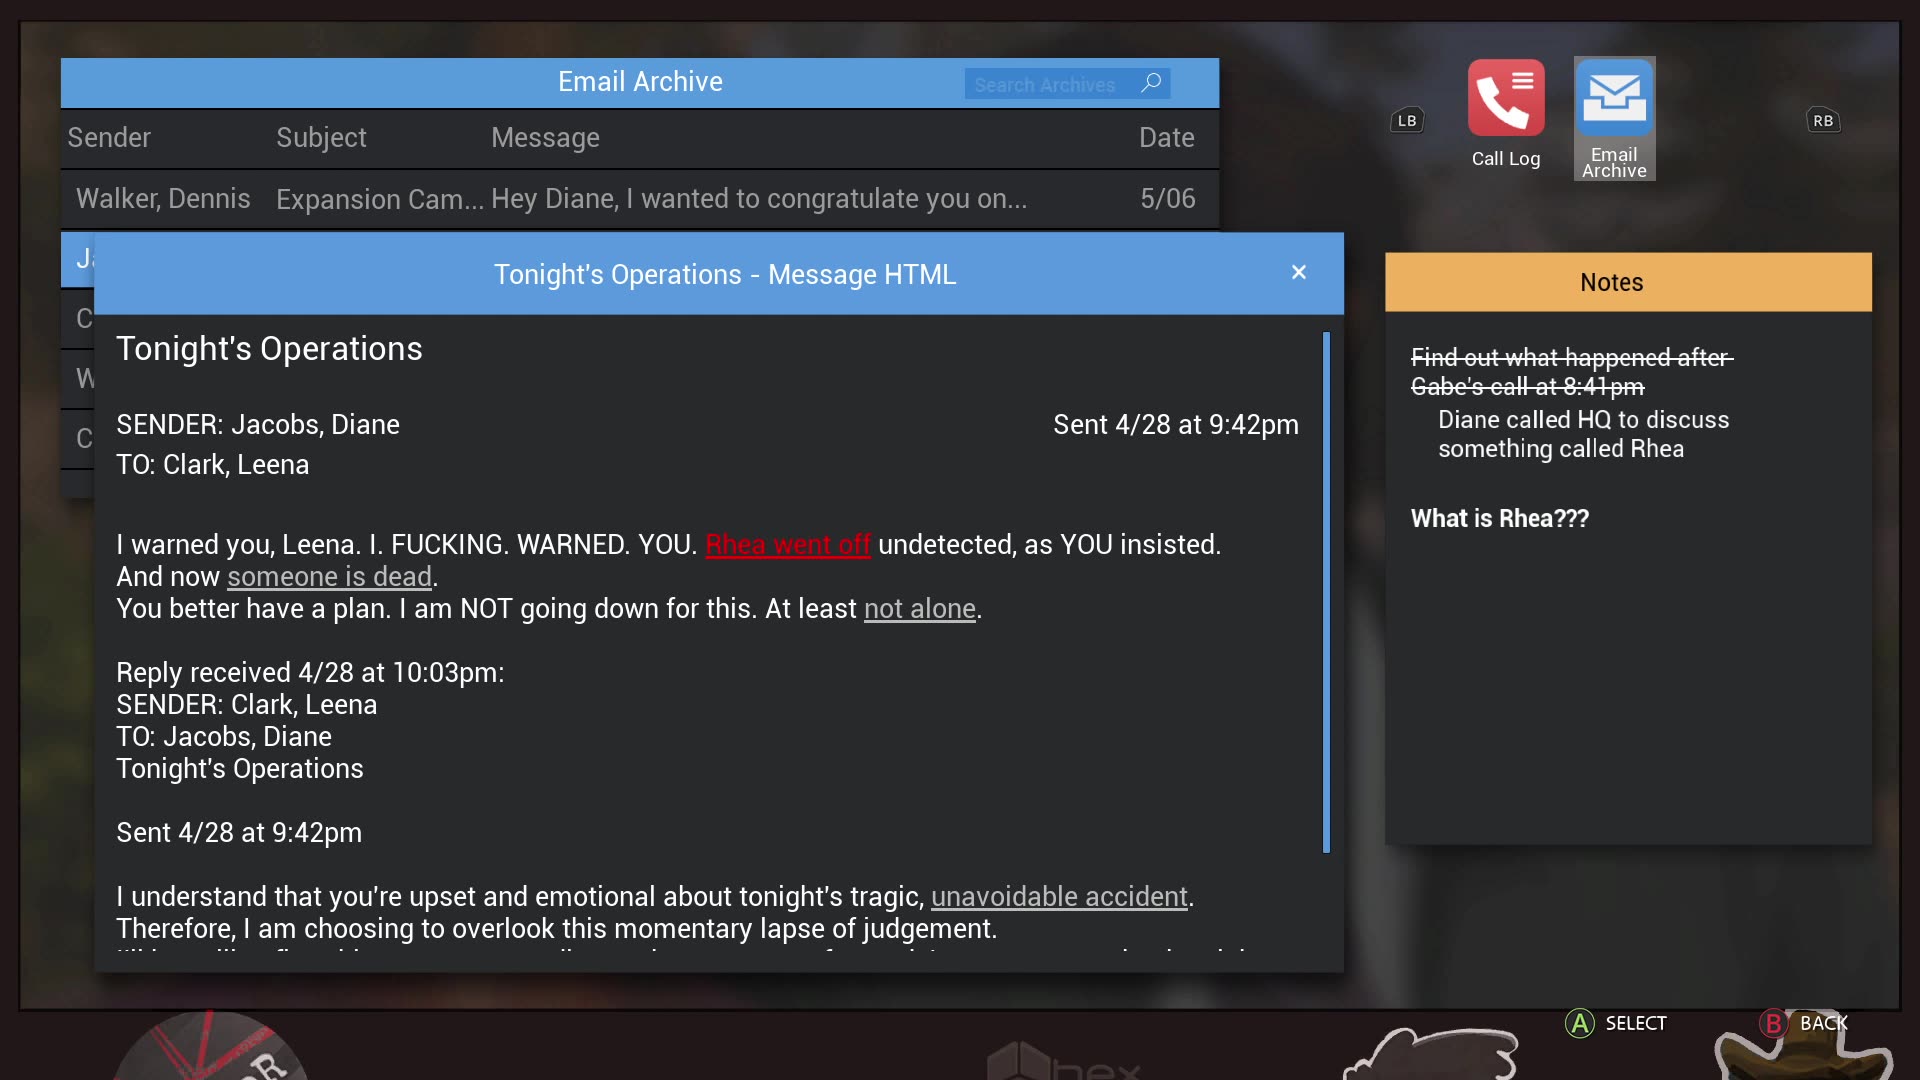 Email Archive
Search Archives
Sender Subject Message Date
Walker, Dennis Expansion Cam... Hey Diane, I wanted to congratulate you on... 5/06
Ja
C
W
C
Tonight's Operations - Message HTML
×
Tonight's Operations
SENDER: Jacobs, Diane Sent 4/28 at 9:42pm
TO: Clark, Leena
I warned you, Leena. I. FUCKING. WARNED. YOU. Rhea went off undetected, as YOU insisted.
And now someone is dead.
You better have a plan. I am NOT going down for this. At least not alone.
Reply received 4/28 at 10:03pm:
SENDER: Clark, Leena
TO: Jacobs, Diane
Tonight's Operations
Sent 4/28 at 9:42pm
I understand that you're upset and emotional about tonight's tragic, unavoidable accident.
Therefore, I am choosing to overlook this momentary lapse of judgement.
LB
Call Log
Email
Archive
RB
Notes
Find out what happened after
Gabe's call at 8:41pm
Diane called HQ to discuss
something called Rhea
What is Rhea???
A SELECT
B BACK
OR
hex